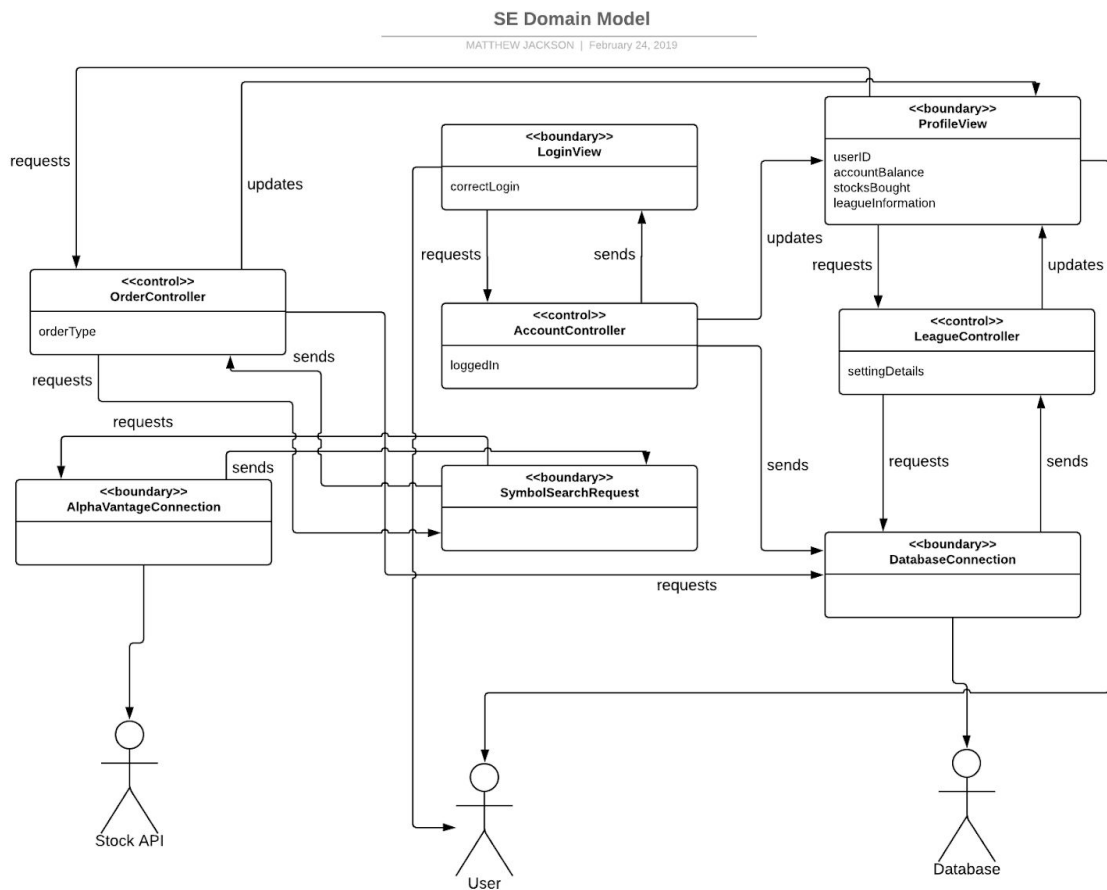 SE Domain Model
MATTHEW JACKSON | February 24, 2019
<<boundary>>
ProfileView
userID
accountBalance
stocksBought
leagueInformation
<<boundary>>
LoginView
correctLogin
requests
updates
requests
sends
updates
requests
updates
<<control>>
OrderController
orderType
<<control>>
AccountController
loggedIn
<<control>>
LeagueController
settingDetails
sends
requests
requests
sends
<<boundary>>
AlphaVantageConnection
<<boundary>>
SymbolSearchRequest
sends
requests
sends
<<boundary>>
DatabaseConnection
requests
Stock API
User
Database